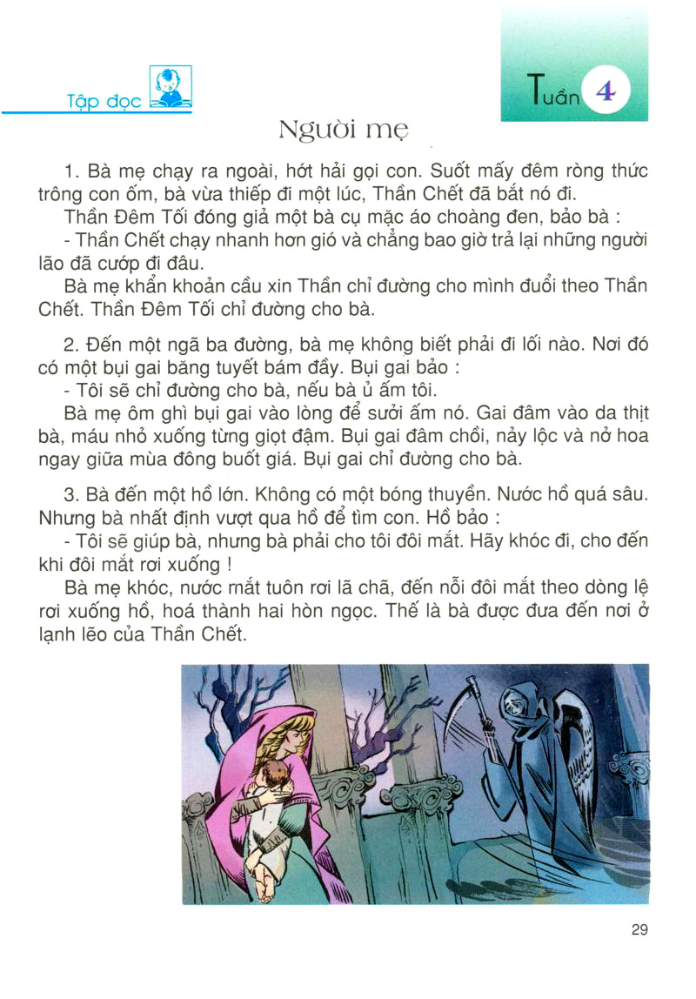 Tập đọc
Tuần 4
Người mẹ
1. Bà mẹ chạy ra ngoài, hớt hải gọi con. Suốt mấy đêm ròng thức
trông con ốm, bà vừa thiếp đi một lúc, Thần Chết đã bắt nó đi.
Thần Đêm Tối đóng giả một bà cụ mặc áo choàng đen, bảo bà :
- Thần Chết chạy nhanh hơn gió và chẳng bao giờ trả lại những người
lão đã cướp đi đâu.
Bà mẹ khẩn khoản cầu xin Thần chỉ đường cho mình đuổi theo Thần
Chết. Thần Đêm Tối chỉ đường cho bà.
2. Đến một ngã ba đường, bà mẹ không biết phải đi lối nào. Nơi đó
có một bụi gai băng tuyết bám đầy. Bụi gai bảo :
- Tôi sẽ chỉ đường cho bà, nếu bà ủ ấm tôi.
Bà mẹ ôm ghì bụi gai vào lòng để sưởi ấm nó. Gai đâm vào da thịt
bà, máu nhỏ xuống từng giọt đậm. Bụi gai đâm chồi, nảy lộc và nở hoa
ngay giữa mùa đông buốt giá. Bụi gai chỉ đường cho bà.
3. Bà đến một hồ lớn. Không có một bóng thuyền. Nước hồ quá sâu.
Nhưng bà nhất định vượt qua hồ để tìm con. Hồ bảo :
- Tôi sẽ giúp bà, nhưng bà phải cho tôi đôi mắt. Hãy khóc đi, cho đến
khi đôi mắt rơi xuống !
Bà mẹ khóc, nước mắt tuôn rơi lã chã, đến nỗi đôi mắt theo dòng lệ
rơi xuống hồ, hoá thành hai hòn ngọc. Thế là bà được đưa đến nơi ở
lạnh lẽo của Thần Chết.
29